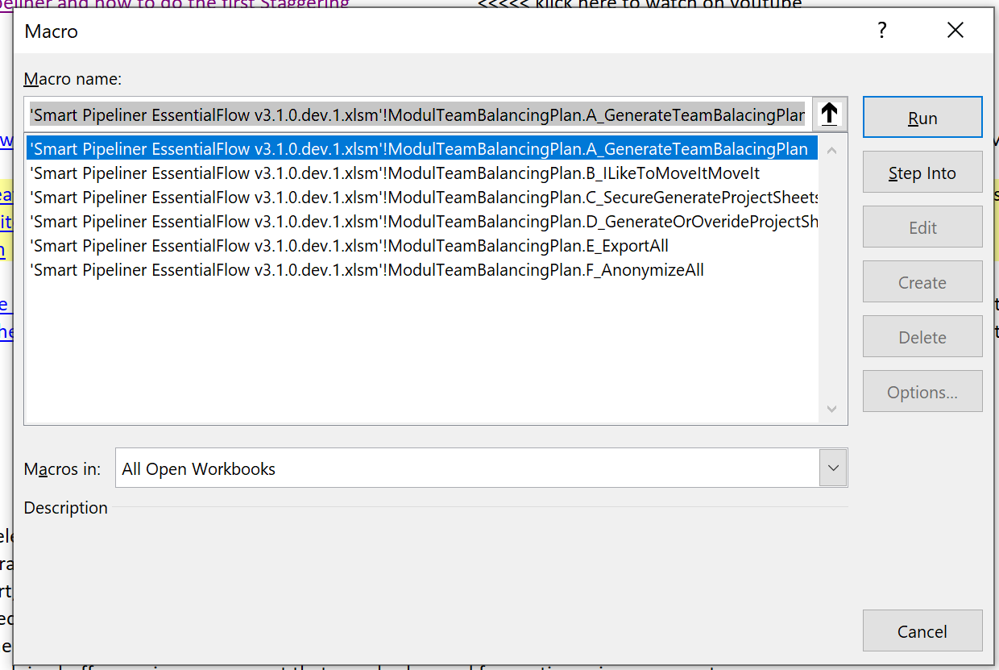 peliner and how to do the first Staggering
<<<<< klick here to watch on youtube
Macro
?
Macro name:
'Smart Pipeliner EssentialFlow v3.1.0.dev.1.xlsm'!ModulTeamBalancingPlan.A_GenerateTeamBalacingPlan
Run
'Smart Pipeliner EssentialFlow v3.1.0.dev.1.xlsm'!ModulTeamBalancingPlan.A_GenerateTeamBalacingPlan
'Smart Pipeliner EssentialFlow v3.1.0.dev.1.xlsm'!ModulTeamBalancingPlan.B_ILikeToMoveItMoveIt
Step Into
'Smart Pipeliner EssentialFlow v3.1.0.dev.1.xlsm'!ModulTeamBalancingPlan.C_SecureGenerateProjectSheets
'Smart Pipeliner EssentialFlow v3.1.0.dev.1.xlsm'!ModulTeamBalancingPlan.D_GenerateOrOverideProjectSh
Edit
'Smart Pipeliner EssentialFlow v3.1.0.dev.1.xlsm'!ModulTeamBalancingPlan.E_ExportAll
'Smart Pipeliner EssentialFlow v3.1.0.dev.1.xlsm'!ModulTeamBalancingPlan.F_AnonymizeAll
Create
Delete
Options...
Macros in:
All Open Workbooks
Description
Cancel